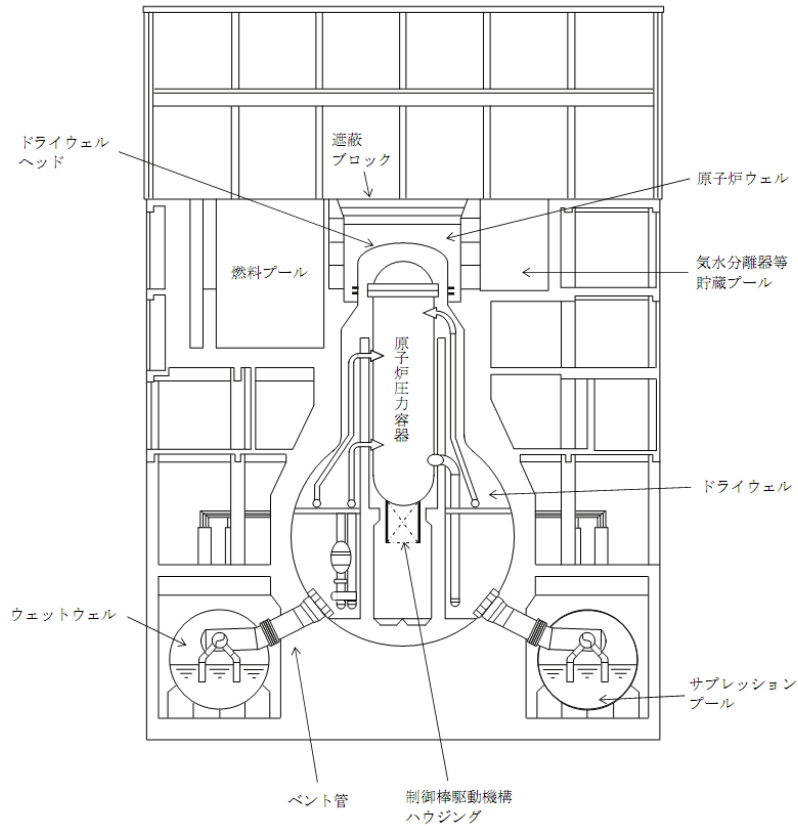 ドライウェル
ヘッド
遮蔽
ブロック
原子炉ウェル
燃料プール
気水分離器等
貯蔵プール
原子炉圧力容器
ドライウェル
ウェットウェル
サプレッション
プール
ベント管
制御棒駆動機構
ハウジング